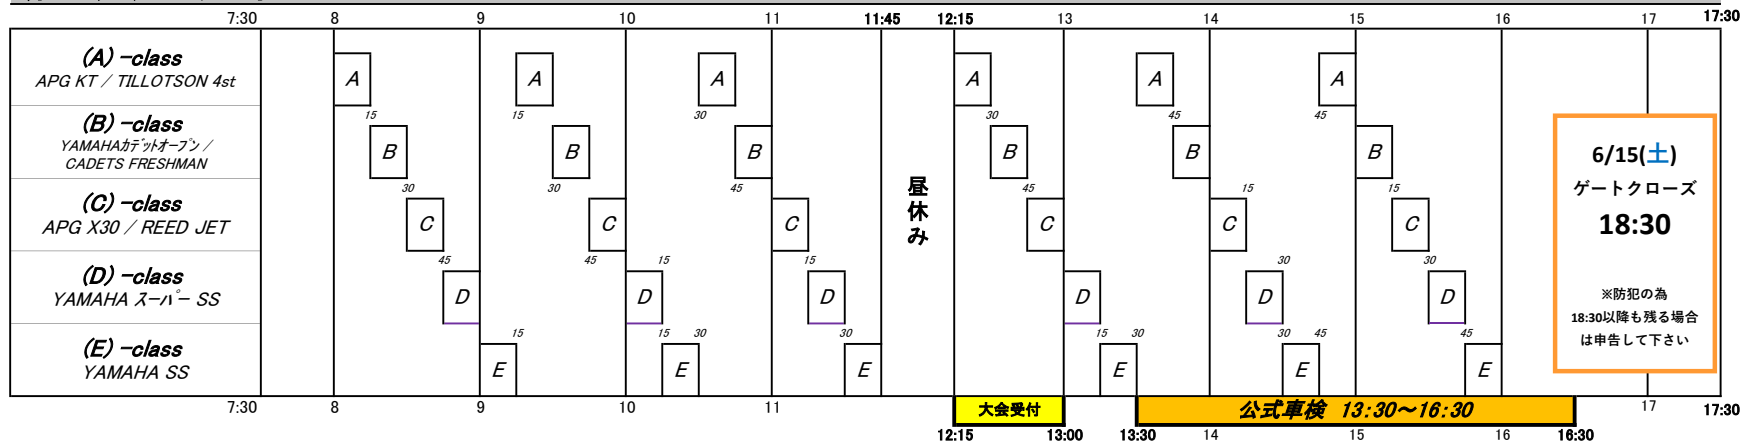 7:30 8 9 10 11 11:45 12:15 13 14 15 16 17 17:30
(A) -class
APG KT / TILLOTSON 4st
A A A A A A
15 15 30 30 45 45
(B) -class
YAMAHAカデットオープン /
CADETS FRESHMAN
B B B B B B
30 30 45 45 15 15
(C) -class
APG X30 / REED JET
C C C C C C
45 45 15 15 30 30
(D) -class
YAMAHA スーパー SS
D D D D D D
15 15 30 30 15 30 30 45 45
(E) -class
YAMAHA SS
E E E E E E
昼休み
6/15(土)
ゲートクローズ
18:30
※防犯の為
18:30以降も残る場合
は申告して下さい
7:30 8 9 10 11 大会受付 公式車検 13:30~16:30 17 17:30
12:15 13:00 13:30 14 15 16 16:30